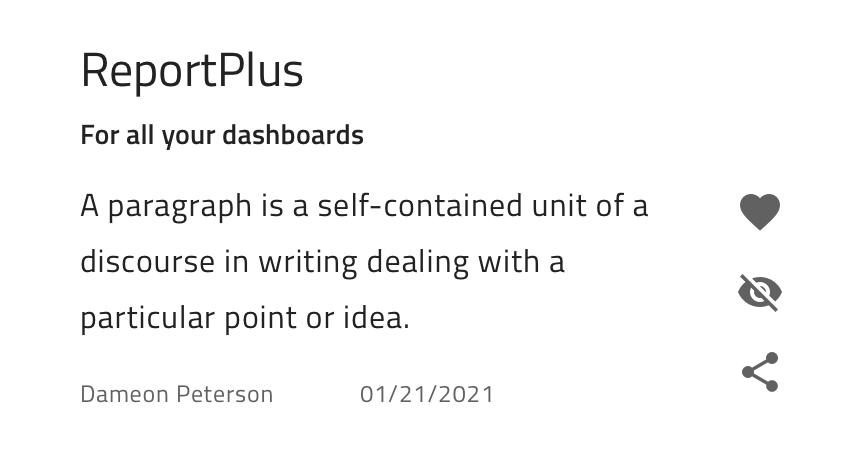 ReportPlus
For all your dashboards
A paragraph is a self-contained unit of a
discourse in writing dealing with a
particular point or idea.
Dameon Peterson 01/21/2021